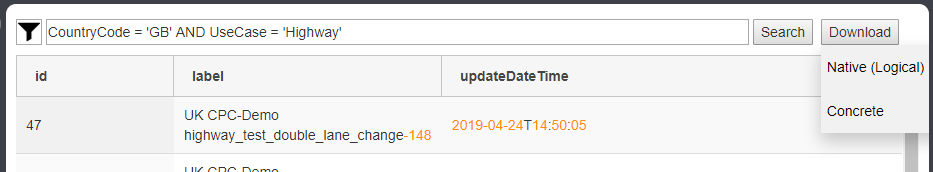 CountryCode = 'GB' AND UseCase = 'Highway'
Search
Download
Native (Logical)
Concrete
id
label
updateDateTime
47
UK CPC-Demo
highway_test_double_lane_change-148
2019-04-24T14:50:05
UK CPC-Demo